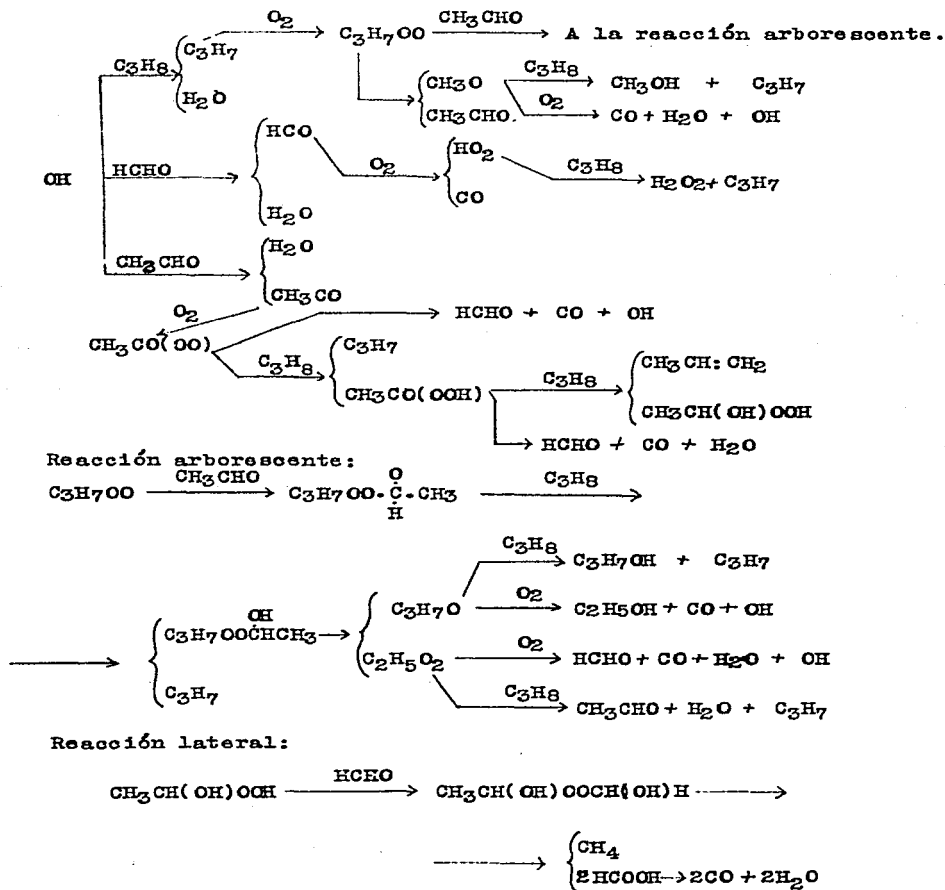 O₂ CH₃CHO
C₃H₈ C₃H₇ C₃H₇OO A la reacción arborescente.
H₂O CH₃O C₃H₈ CH₃OH + C₃H₇
CH₃CHO. O₂ CO + H₂O + OH
OH HCHO HCO O₂ HO₂ C₃H₈ H₂O₂ + C₃H₇
H₂O CO
CH₃CHO H₂O
CH₃CO
O₂ HCHO + CO + OH
CH₃CO(OO) C₃H₈ C₃H₇
CH₃CO(OOH) C₃H₈ CH₃CH:CH₂
CH₃CH(OH)OOH
HCHO + CO + H₂O
Reacción arborescente:
C₃H₇OO CH₃CHO C₃H₇OO·C·CH₃ C₃H₈
O
H
C₃H₈ C₃H₇OH + C₃H₇
OH
C₃H₇OOCHCH₃ C₃H₇O O₂ C₂H₅OH + CO + OH
C₃H₇ C₂H₅O₂ O₂ HCHO + CO + H₂O + OH
C₃H₈ CH₃CHO + H₂O + C₃H₇
Reacción lateral:
CH₃CH(OH)OOH HCHO CH₃CH(OH)OOCH(OH)H
CH₄
2HCOOH→2CO + 2H₂O